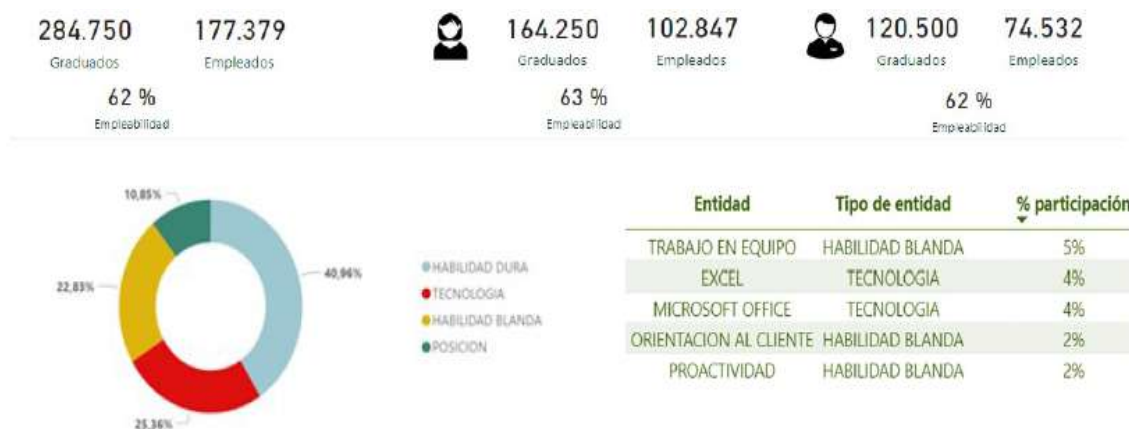 284.750 177.379 164.250 102.847 120.500 74.532
Graduados Empleados Graduados Empleados Graduados Empleados
62 % 63 % 62 %
Empleabilidad Empleabilidad Empleabilidad
10,85%
40,96%
22,83%
25,36%
HABILIDAD DURA
TECNOLOGIA
HABILIDAD BLANDA
POSICION
Entidad Tipo de entidad % participación
TRABAJO EN EQUIPO HABILIDAD BLANDA 5%
EXCEL TECNOLOGIA 4%
MICROSOFT OFFICE TECNOLOGIA 4%
ORIENTACION AL CLIENTE HABILIDAD BLANDA 2%
PROACTIVIDAD HABILIDAD BLANDA 2%